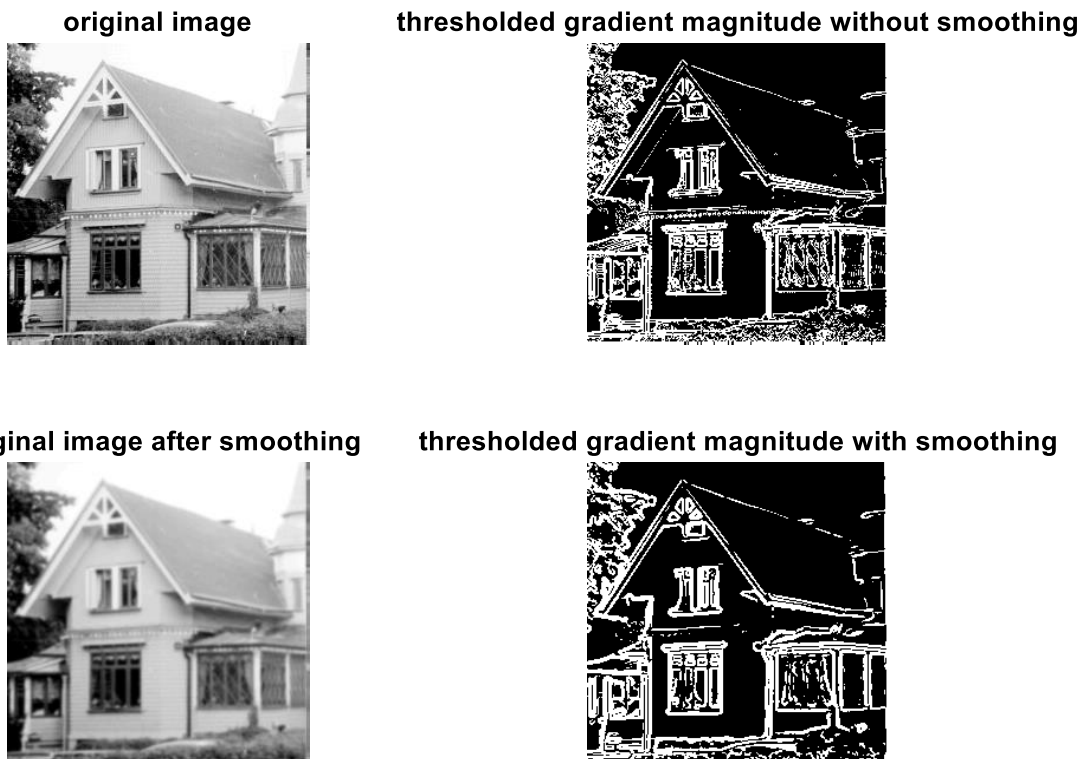 original image
thresholded gradient magnitude without smoothing
ginal image after smoothing
thresholded gradient magnitude with smoothing